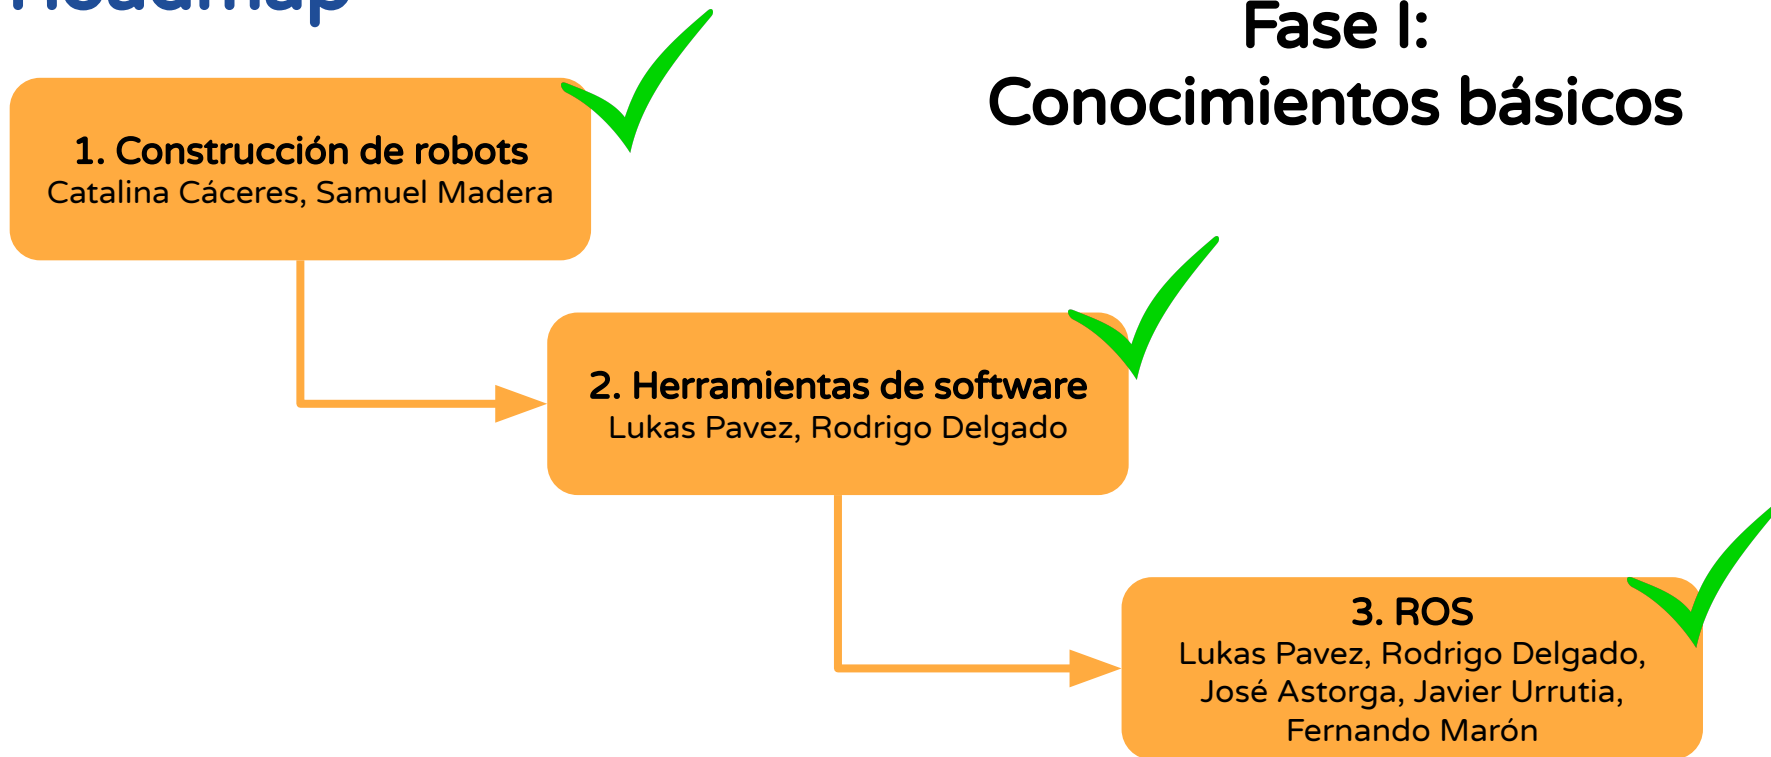 Roadmap
Fase I:
Conocimientos básicos
1. Construcción de robots
Catalina Cáceres, Samuel Madera
2. Herramientas de software
Lukas Pavez, Rodrigo Delgado
3. ROS
Lukas Pavez, Rodrigo Delgado,
José Astorga, Javier Urrutia,
Fernando Marón